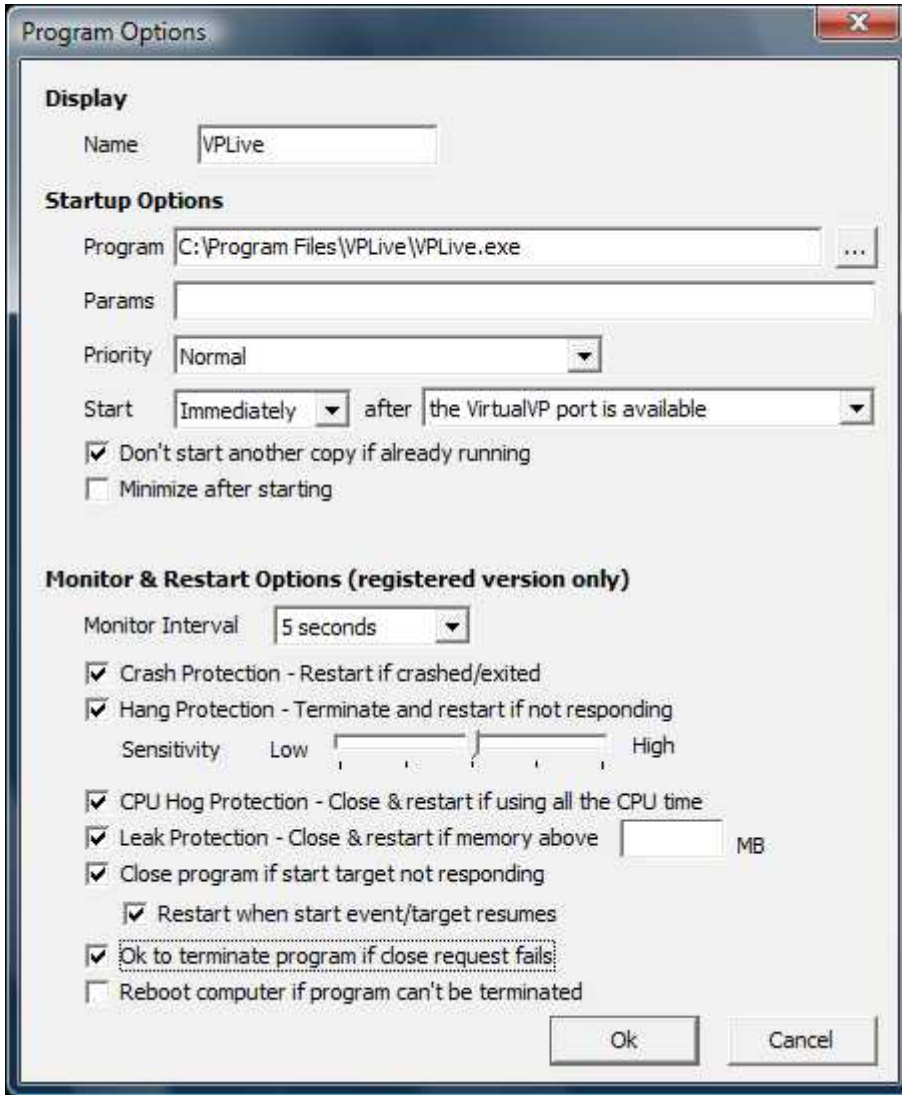 Program Options
Display
Name VPLive
Startup Options
Program C:\Program Files\VPLive\VPLive.exe ...
Params
Priority Normal
Start Immediately after the VirtualVP port is available
Don't start another copy if already running
Minimize after starting
Monitor & Restart Options (registered version only)
Monitor Interval 5 seconds
Crash Protection - Restart if crashed/exited
Hang Protection - Terminate and restart if not responding
Sensitivity Low High
CPU Hog Protection - Close & restart if using all the CPU time
Leak Protection - Close & restart if memory above MB
Close program if start target not responding
Restart when start event/target resumes
Ok to terminate program if close request fails
Reboot computer if program can't be terminated
Ok Cancel